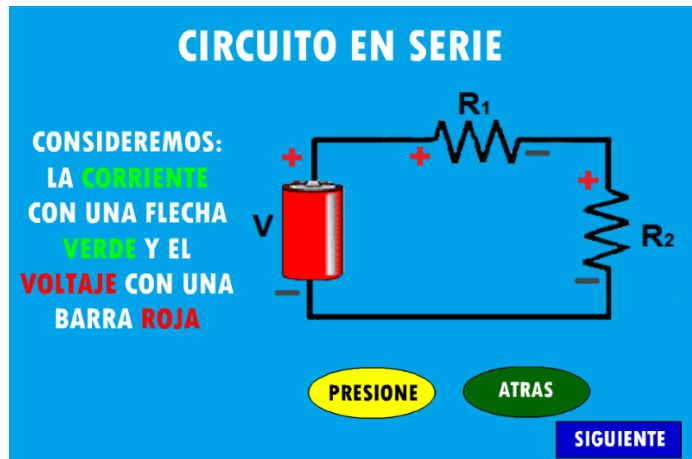 CIRCUITO EN SERIE
CONSIDEREMOS:
LA CORRIENTE
CON UNA FLECHA
VERDE Y EL
VOLTAJE CON UNA
BARRA ROJA
R1
+
+
−
+
V
R2
−
−
PRESIONE
ATRAS
SIGUIENTE